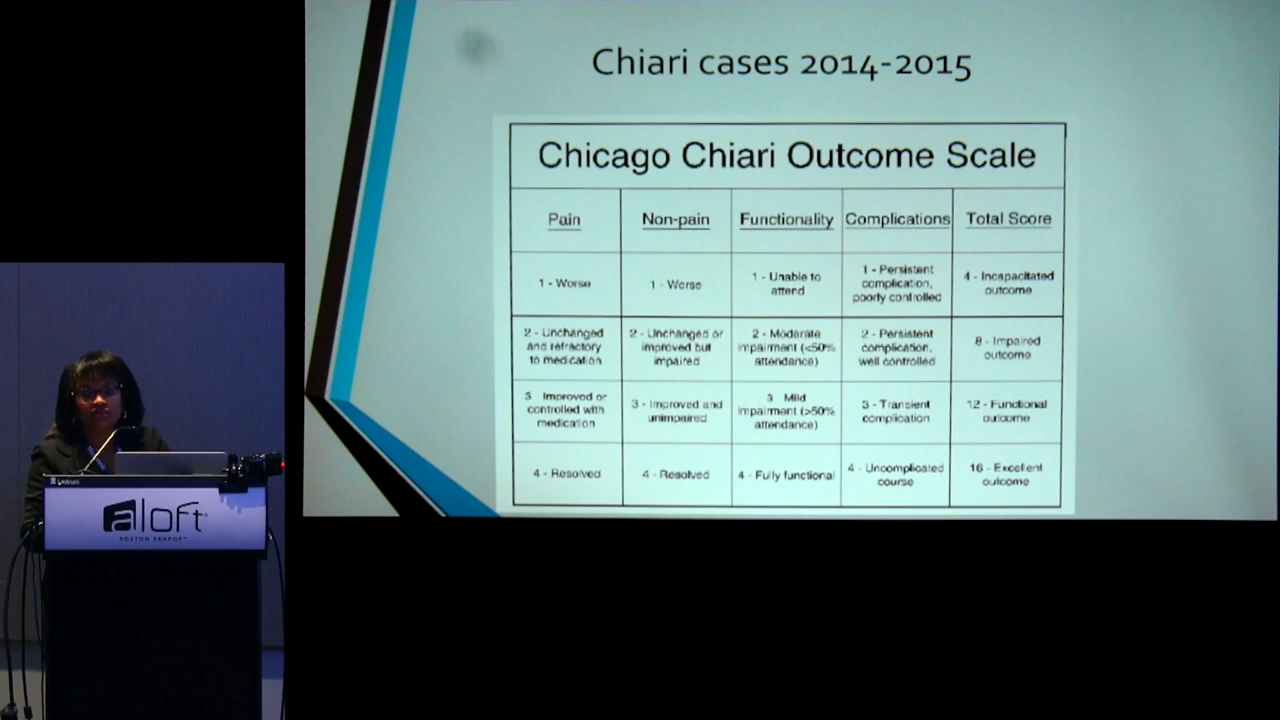 Chiari cases 2014-2015
Chicago Chiari Outcome Scale
Pain
Non-pain
Functionality
Complications
Total Score
1 - Worse
1 - Worse
1 - Unable to
attend
1 - Persistent
complication,
poorly controlled
4 - Incapacitated
outcome
2 - Unchanged
and refractory
to medication
2 - Unchanged or
improved but
impaired
2 - Moderate
impairment (<50%
attendance)
2 - Persistent
complication,
well controlled
8 - Impaired
outcome
3 Improved or
controlled with
medication
3 - Improved and
unimpaired
3 Mild
impairment (>50%
attendance)
3 - Transient
complication
12 - Functional
outcome
4 - Resolved
4 - Resolved
4 - Fully functional
4 - Uncomplicated
course
16 - Excellent
outcome
aloft
BOSTON SEAPORT